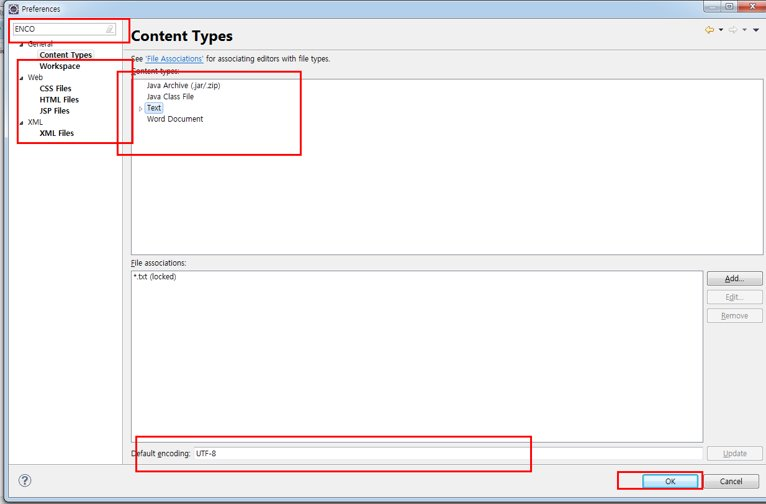 Preferences
ENCO
Content Types
General
Content Types
Workspace
Web
CSS Files
HTML Files
JSP Files
XML
XML Files
See 'File Associations' for associating editors with file types.
Content types:
Java Archive (.jar/.zip)
Java Class File
Text
Word Document
File associations:
*.txt (locked)
Add...
Edit...
Remove
Default encoding: UTF-8
Update
?
OK
Cancel